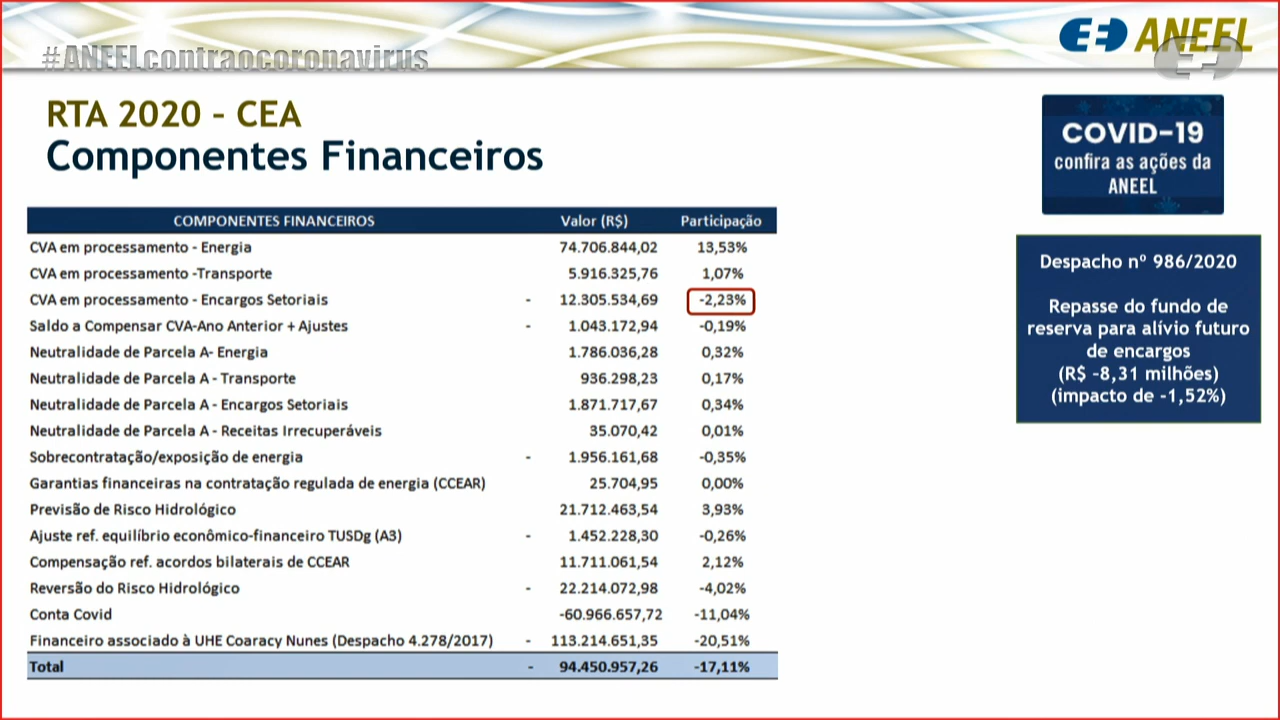 #ANEELcontraocoronavirus
ANEEL
RTA 2020 – CEA
Componentes Financeiros
COVID-19
confira as ações da
ANEEL
COMPONENTES FINANCEIROS Valor (R$) Participação
CVA em processamento - Energia 74.706.844,02 13,53%
CVA em processamento -Transporte 5.916.325,76 1,07%
CVA em processamento - Encargos Setoriais - 12.305.534,69 -2,23%
Saldo a Compensar CVA-Ano Anterior + Ajustes - 1.043.172,94 -0,19%
Neutralidade de Parcela A- Energia 1.786.036,28 0,32%
Neutralidade de Parcela A - Transporte 936.298,23 0,17%
Neutralidade de Parcela A - Encargos Setoriais 1.871.717,67 0,34%
Neutralidade de Parcela A - Receitas Irrecuperáveis 35.070,42 0,01%
Sobrecontratação/exposição de energia - 1.956.161,68 -0,35%
Garantias financeiras na contratação regulada de energia (CCEAR) 25.704,95 0,00%
Previsão de Risco Hidrológico 21.712.463,54 3,93%
Ajuste ref. equilíbrio econômico-financeiro TUSDg (A3) - 1.452.228,30 -0,26%
Compensação ref. acordos bilaterais de CCEAR 11.711.061,54 2,12%
Reversão do Risco Hidrológico - 22.214.072,98 -4,02%
Conta Covid -60.966.657,72 -11,04%
Financeiro associado à UHE Coaracy Nunes (Despacho 4.278/2017) - 113.214.651,35 -20,51%
Total - 94.450.957,26 -17,11%
Despacho nº 986/2020
Repasse do fundo de
reserva para alívio futuro
de encargos
(R$ -8,31 milhões)
(impacto de -1,52%)